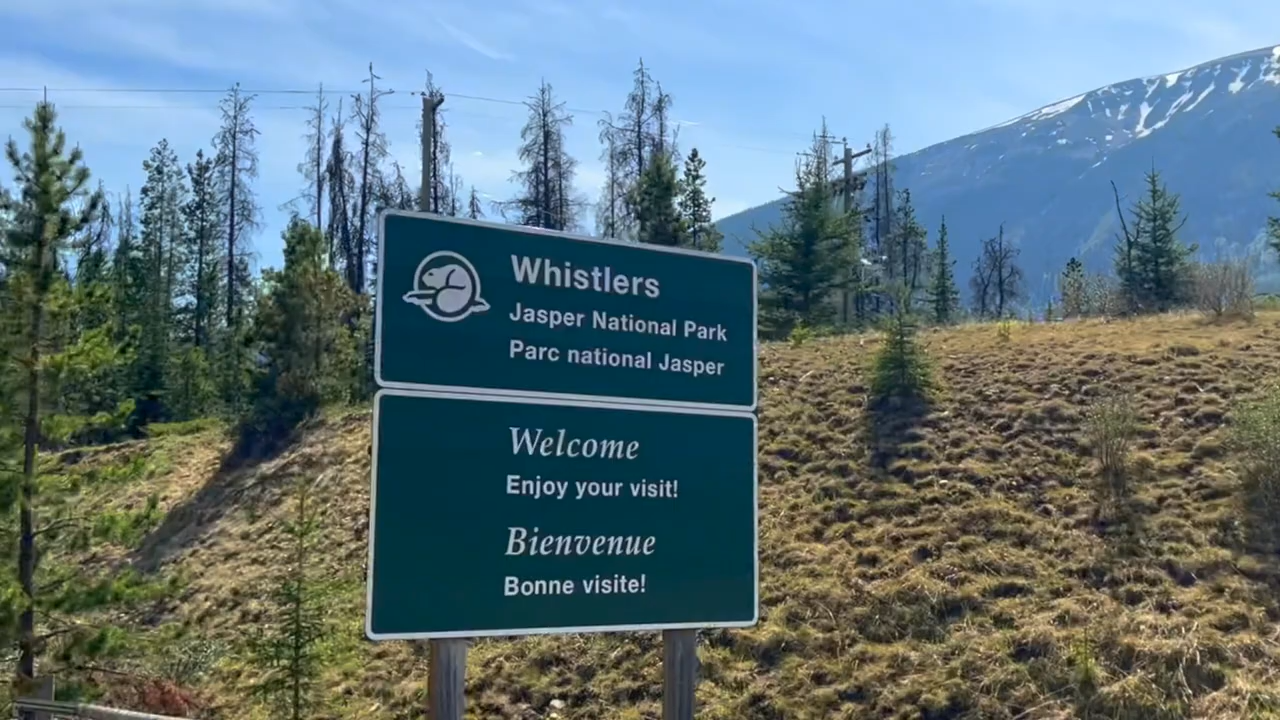 Whistlers
Jasper National Park
Parc national Jasper
Welcome
Enjoy your visit!
Bienvenue
Bonne visite!